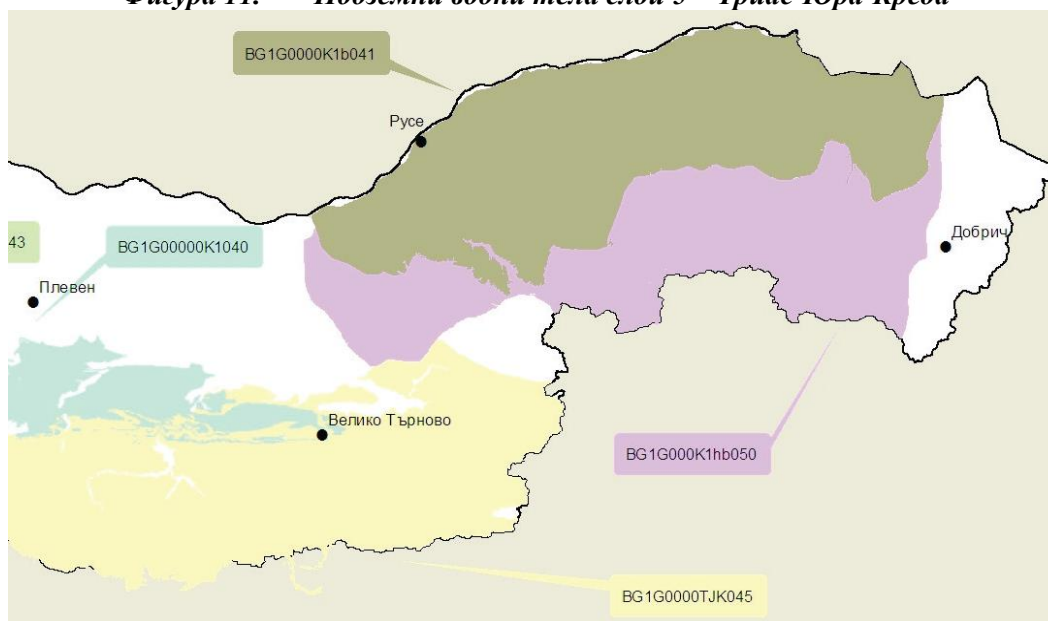 BG1G0000K1b041
Русе
43
BG1G00000K1040
Добрич
Плевен
Велико Търново
BG1G000K1hb050
BG1G0000TJK045